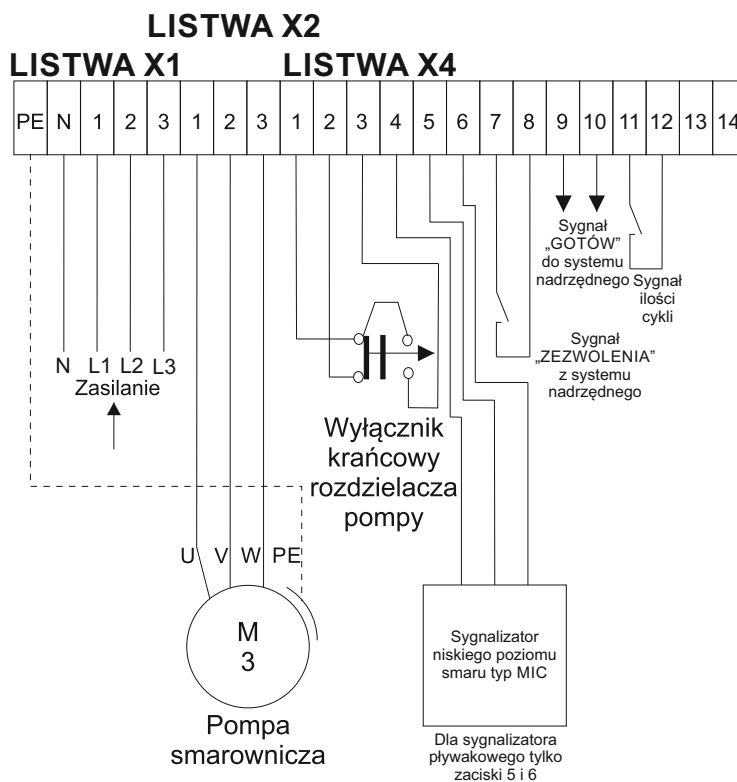 LISTWA X2
LISTWA X1 LISTWA X4
PE N 1 2 3 1 2 3 1 2 3 4 5 6 7 8 9 10 11 12 13 14
Sygnał
„GOTÓW”
do systemu
nadrzędnego
Sygnał
ilości
cykli
Sygnał
„ZEZWOLENIA”
z systemu
nadrzędnego
N L1 L2 L3
Zasilanie
Wyłącznik
krańcowy
rozdzielacza
pompy
U V W PE
M
3
Pompa
smarownicza
Sygnalizator
niskiego poziomu
smaru typ MIC
Dla sygnalizatora
pływakowego tylko
zaciski 5 i 6